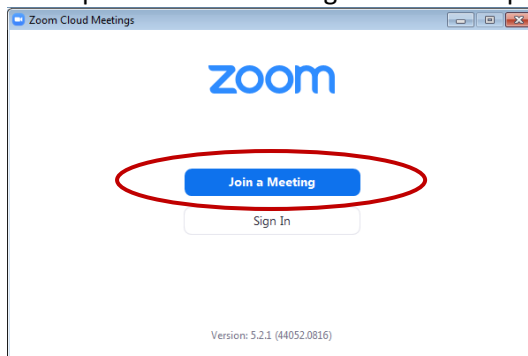 Zoom Cloud Meetings
zoom
Join a Meeting
Sign In
Version: 5.2.1 (44052.0816)